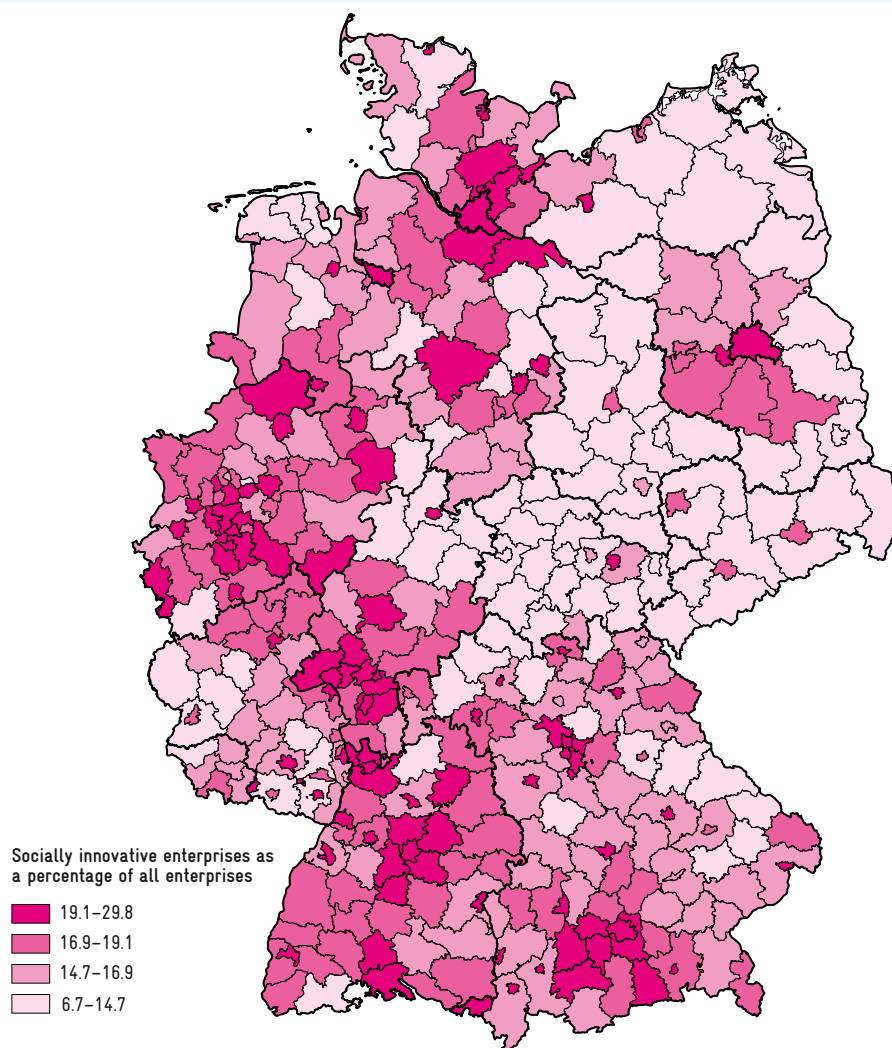 Socially innovative enterprises as
a percentage of all enterprises
19.1–29.8
16.9–19.1
14.7–16.9
6.7–14.7